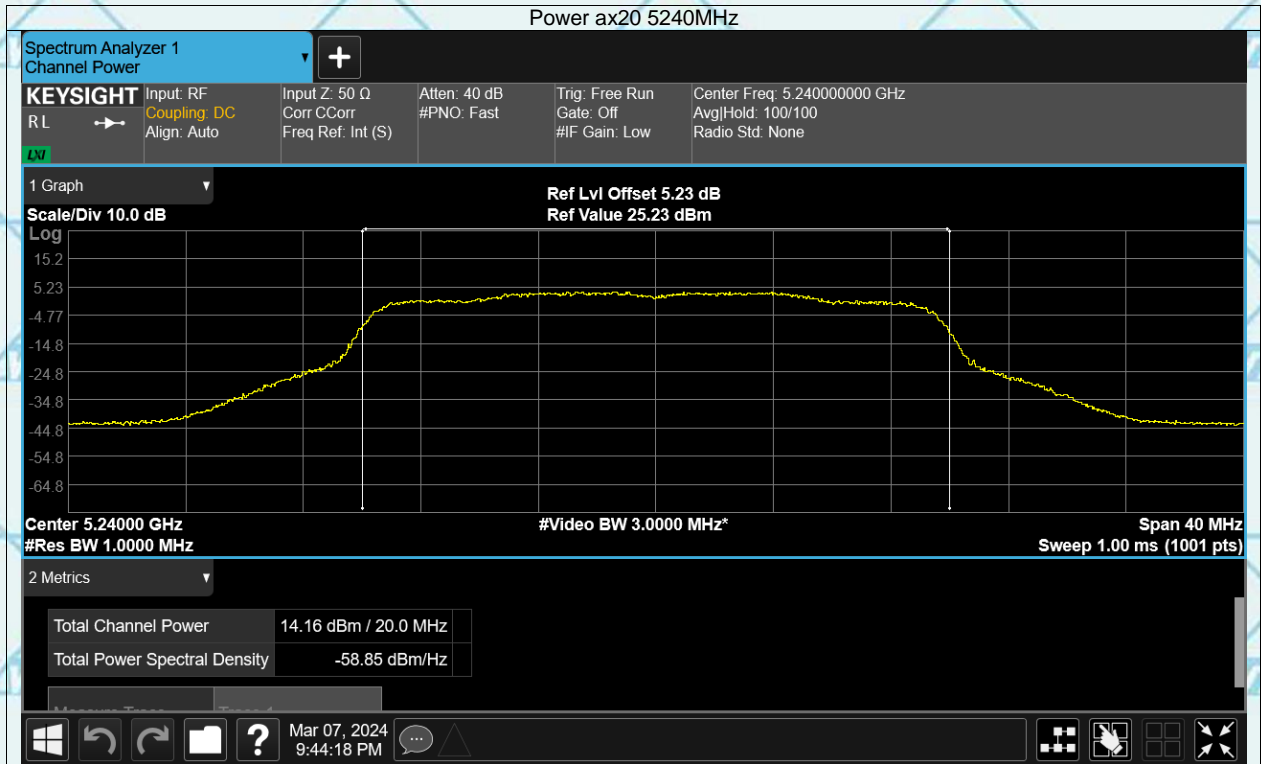 Power ax20 5240MHz
Spectrum Analyzer 1
Channel Power
KEYSIGHT
R L
LXI
Input: RF
Coupling: DC
Align: Auto
Input Z: 50 Ω
Corr CCorr
Freq Ref: Int (S)
Atten: 40 dB
#PNO: Fast
Trig: Free Run
Gate: Off
#IF Gain: Low
Center Freq: 5.240000000 GHz
Avg|Hold: 100/100
Radio Std: None
1 Graph
Scale/Div 10.0 dB
Ref Lvl Offset 5.23 dB
Ref Value 25.23 dBm
Log
15.2
5.23
-4.77
-14.8
-24.8
-34.8
-44.8
-54.8
-64.8
Center 5.24000 GHz
#Video BW 3.0000 MHz*
Span 40 MHz
#Res BW 1.0000 MHz
Sweep 1.00 ms (1001 pts)
2 Metrics
Total Channel Power 14.16 dBm / 20.0 MHz
Total Power Spectral Density -58.85 dBm/Hz
Measure Trace Trace 1
Mar 07, 2024
9:44:18 PM